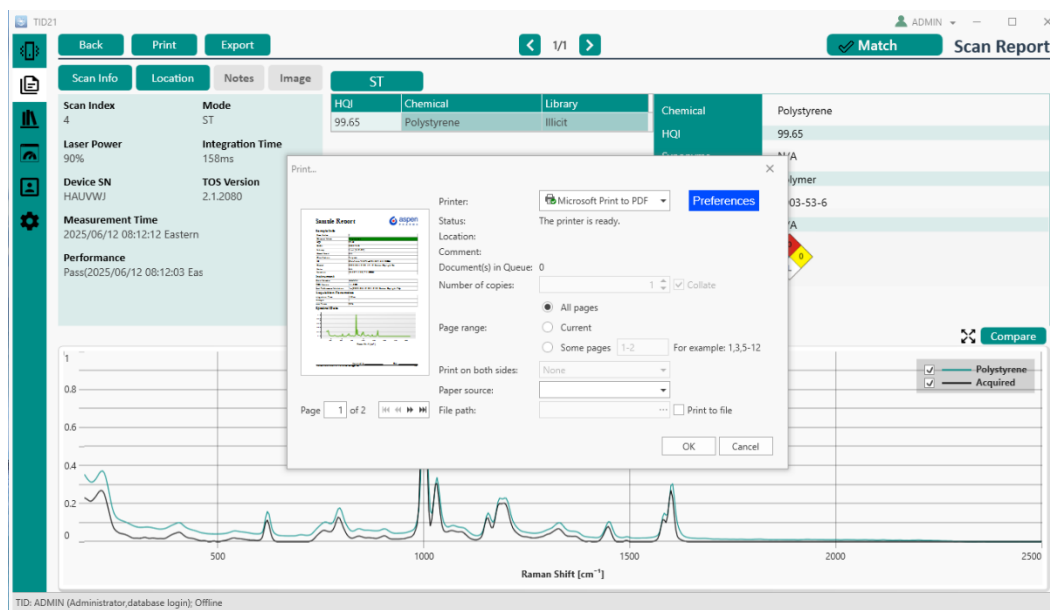 TID21
ADMIN
Back Print Export 1/1 Match Scan Report
Scan Info Location Notes Image ST
Scan Index Mode
4 ST
Laser Power Integration Time
90% 158ms
Device SN TOS Version
HAUVWJ 2.1.2080
Measurement Time
2025/06/12 08:12:12 Eastern
Performance
Pass(2025/06/12 08:12:03 Eas
HQI Chemical Library
99.65 Polystyrene Illicit
Chemical Polystyrene
HQI 99.65
N/A
lymer
03-53-6
/A
0
Print...
Sample Report aspen
Printer: Microsoft Print to PDF Preferences
Status: The printer is ready.
Location:
Comment:
Document(s) in Queue: 0
Number of copies: 1 Collate
All pages
Page range: Current
Some pages 1-2 For example: 1,3,5-12
Print on both sides: None
Paper source:
Page 1 of 2 File path: ... Print to file
OK Cancel
Compare
Polystyrene
Acquired
1
0.8
0.6
0.4
0.2
0
500 1000 1500 2000 2500
Raman Shift [cm⁻¹]
TID: ADMIN (Administrator,database login); Offline